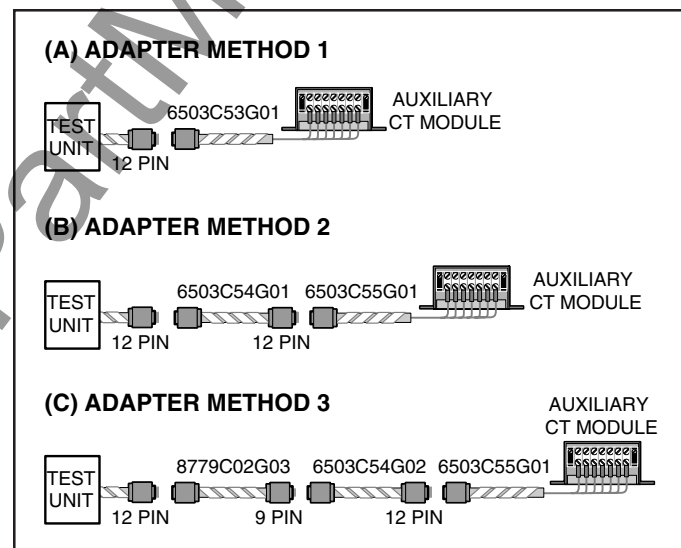 (A) ADAPTER METHOD 1
TEST UNIT
12 PIN
6503C53G01
AUXILIARY
CT MODULE
(B) ADAPTER METHOD 2
TEST UNIT
12 PIN
6503C54G01
12 PIN
6503C55G01
AUXILIARY
CT MODULE
(C) ADAPTER METHOD 3
TEST UNIT
12 PIN
8779C02G03
9 PIN
6503C54G02
12 PIN
6503C55G01
AUXILIARY
CT MODULE